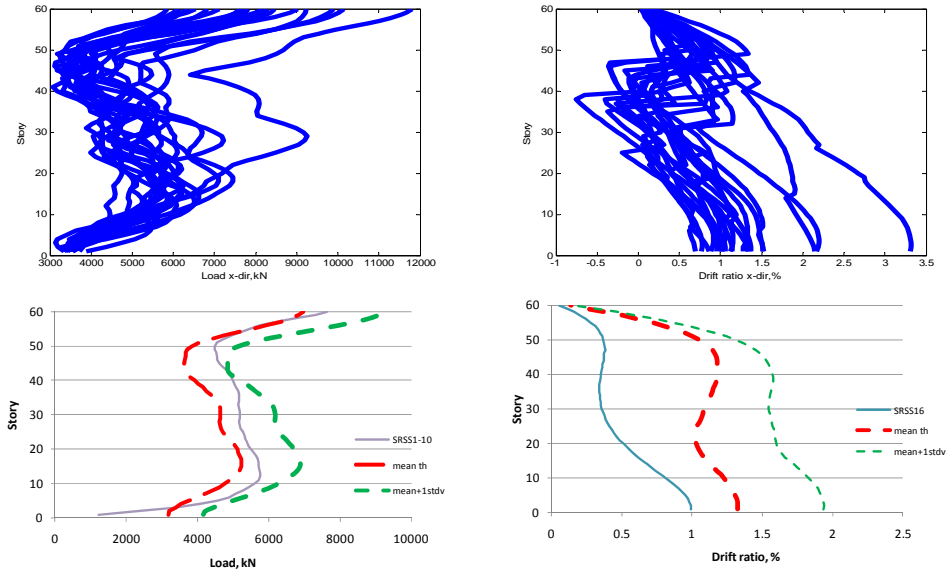 60
50
40
30
20
10
0
Story
3000 4000 5000 6000 7000 8000 9000 10000 11000 12000
Load x-dir,kN
60
50
40
30
20
10
0
Story
-1 -0.5 0 0.5 1 1.5 2 2.5 3 3.5
Drift ratio x-dir,%
60
50
40
30
20
10
0
Story
0 2000 4000 6000 8000 10000
Load, kN
SRSS1-10
mean th
mean+1stdv
60
50
40
30
20
10
0
Story
0 0.5 1 1.5 2 2.5
Drift ratio, %
SRSS16
mean th
mean+1stdv